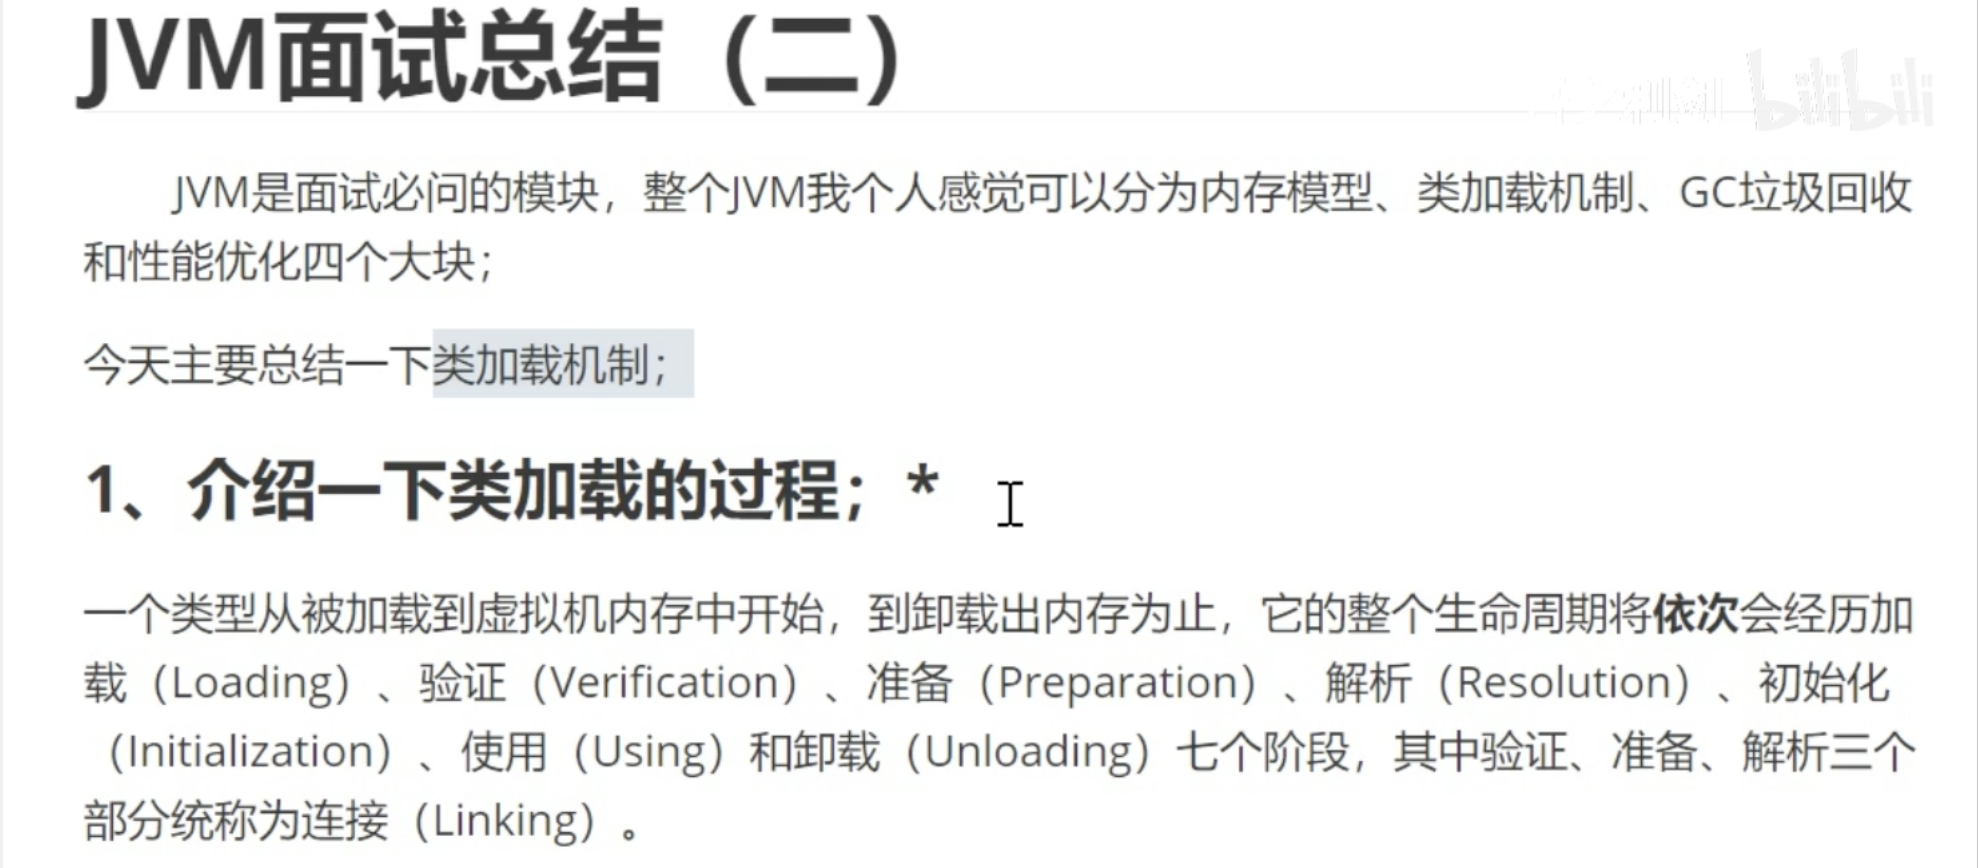 JVM面试总结（二）
bilibili
JVM是面试必问的模块，整个JVM我个人感觉可以分为内存模型、类加载机制、GC垃圾回收
和性能优化四个大块；
今天主要总结一下类加载机制；
1、介绍一下类加载的过程；*
一个类型从被加载到虚拟机内存中开始，到卸载出内存为止，它的整个生命周期将依次会经历加
载（Loading）、验证（Verification）、准备（Preparation）、解析（Resolution）、初始化
（Initialization）、使用（Using）和卸载（Unloading）七个阶段，其中验证、准备、解析三个
部分统称为连接（Linking）。